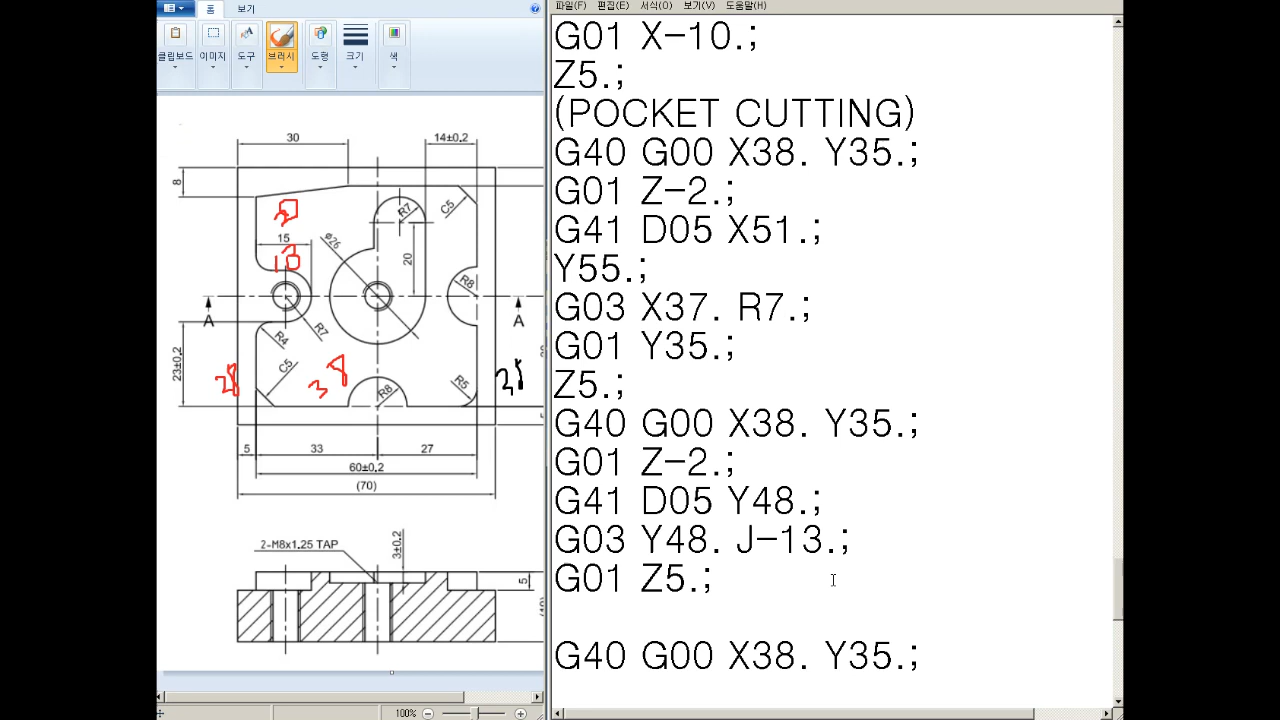 홈 보기
클립보드 이미지 도구 브러시 도형 크기 색
30
14±0.2
8
R7
C5
15
ø26
20
R8
A A
R4
R7
23±0.2
C5
R8
R5
10
28
38
38
5 33 27
60±0.2
(70)
2-M8x1.25 TAP
3±0.2
5
100%
파일(F) 편집(E) 서식(O) 보기(V) 도움말(H)
G01 X-10.;
Z5.;
(POCKET CUTTING)
G40 G00 X38. Y35.;
G01 Z-2.;
G41 D05 X51.;
Y55.;
G03 X37. R7.;
G01 Y35.;
Z5.;
G40 G00 X38. Y35.;
G01 Z-2.;
G41 D05 Y48.;
G03 Y48. J-13.;
G01 Z5.;
G40 G00 X38. Y35.;